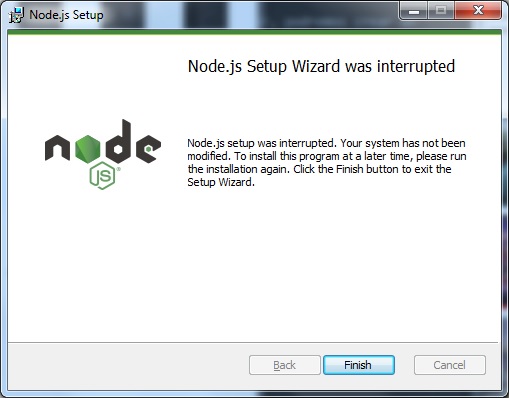 Node.js Setup
Node.js Setup Wizard was interrupted
node
JS®
Node.js setup was interrupted. Your system has not been
modified. To install this program at a later time, please run
the installation again. Click the Finish button to exit the
Setup Wizard.
Back
Finish
Cancel